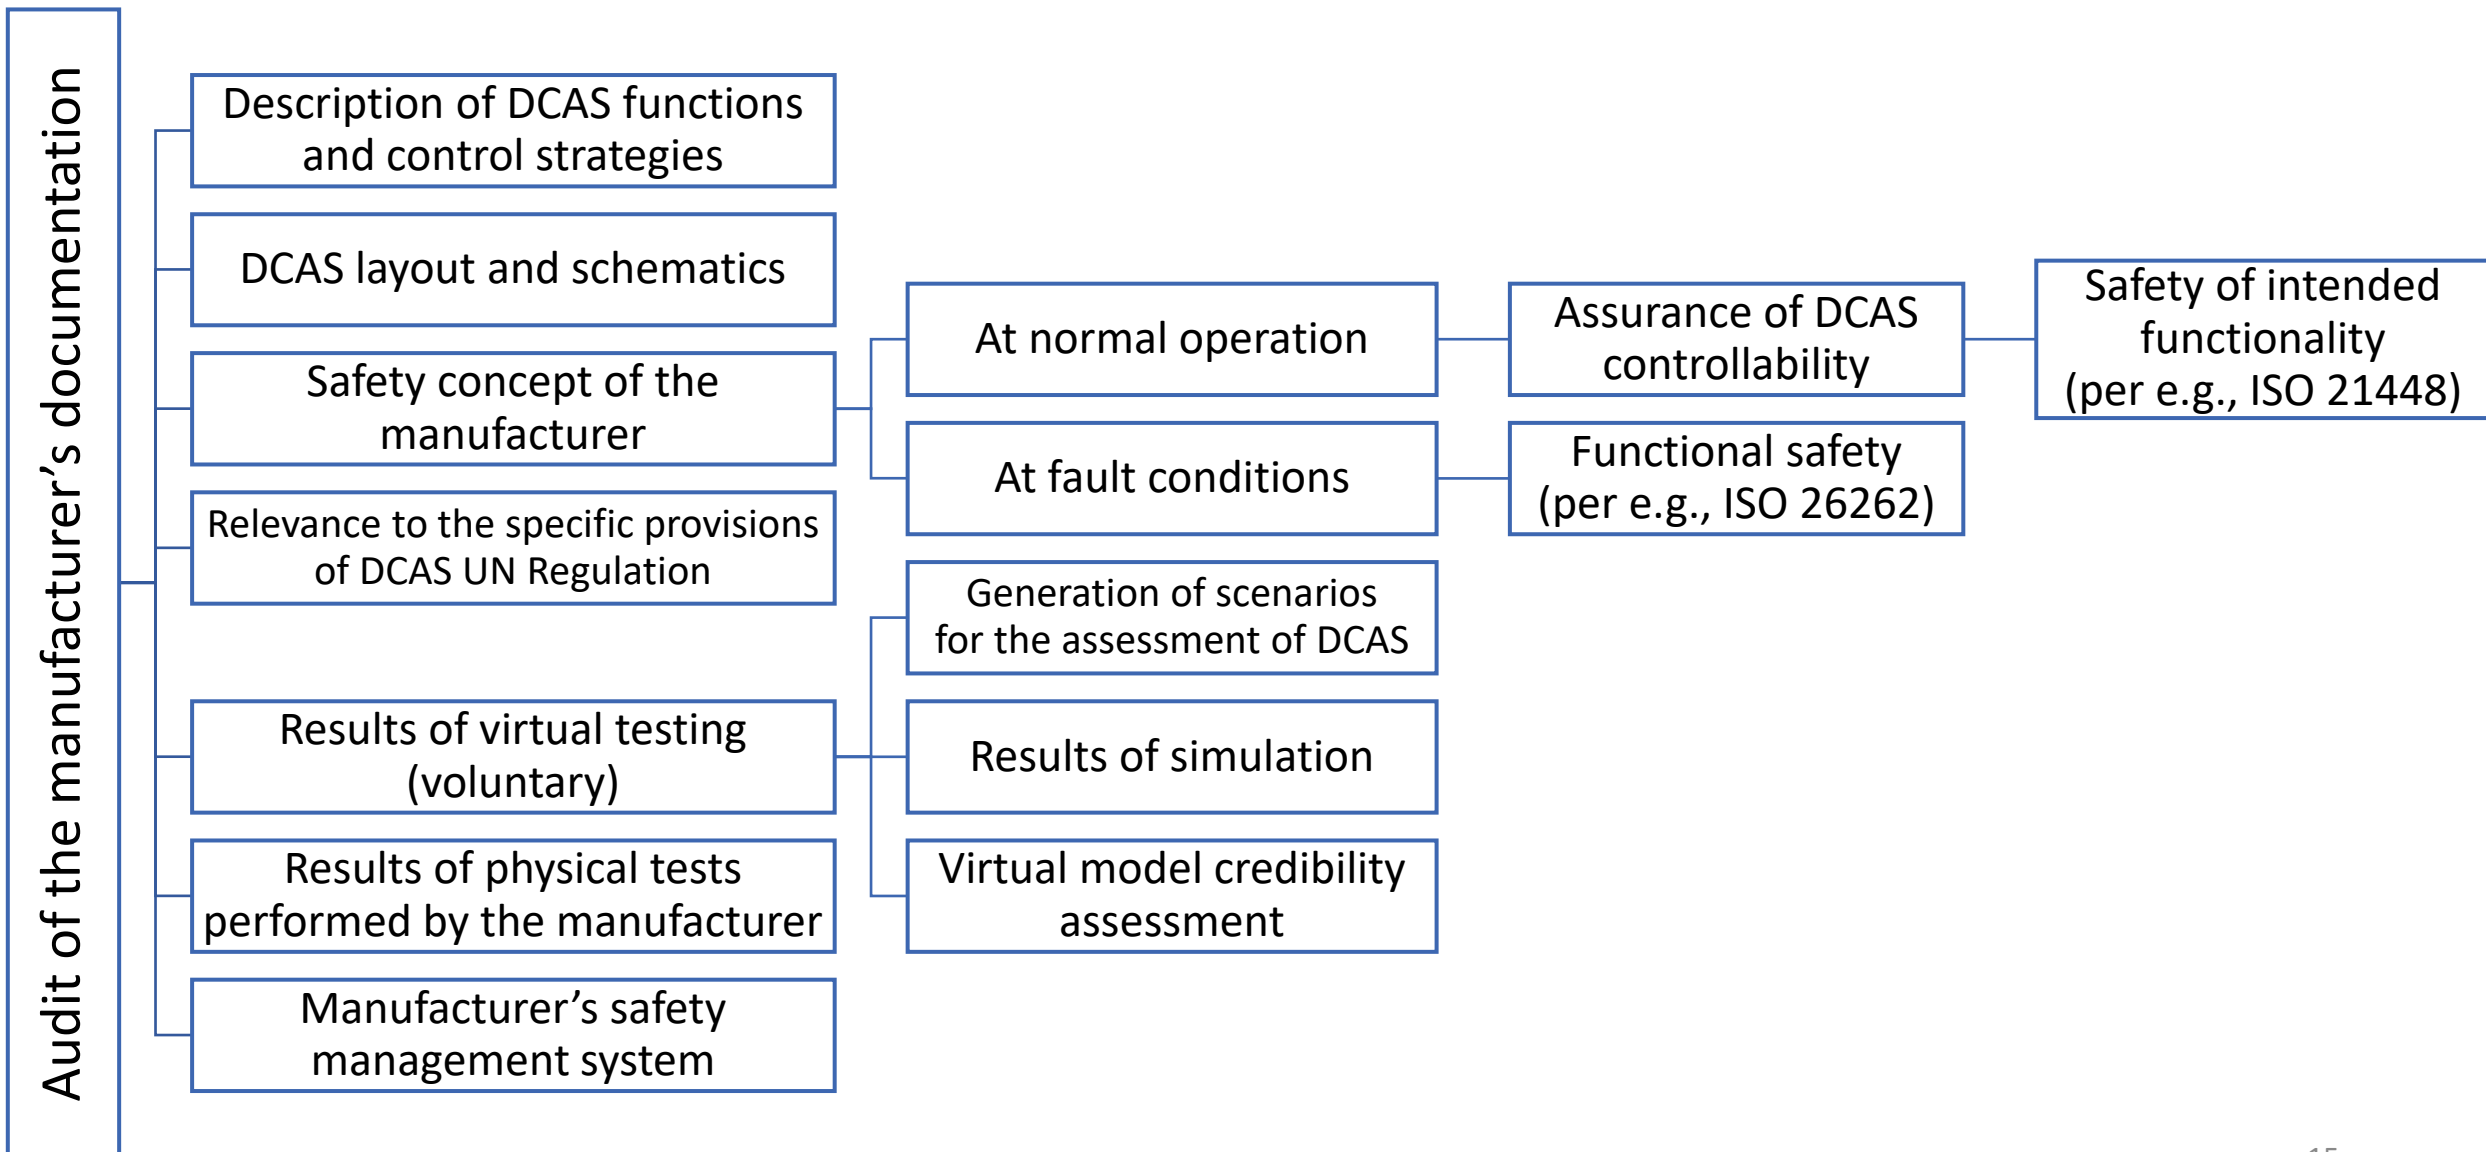 Audit of the manufacturer's documentation
Description of DCAS functions
and control strategies
DCAS layout and schematics
Safety concept of the
manufacturer
At normal operation
Assurance of DCAS
controllability
Safety of intended
functionality
(per e.g., ISO 21448)
At fault conditions
Functional safety
(per e.g., ISO 26262)
Relevance to the specific provisions
of DCAS UN Regulation
Results of virtual testing
(voluntary)
Generation of scenarios
for the assessment of DCAS
Results of simulation
Virtual model credibility
assessment
Results of physical tests
performed by the manufacturer
Manufacturer's safety
management system